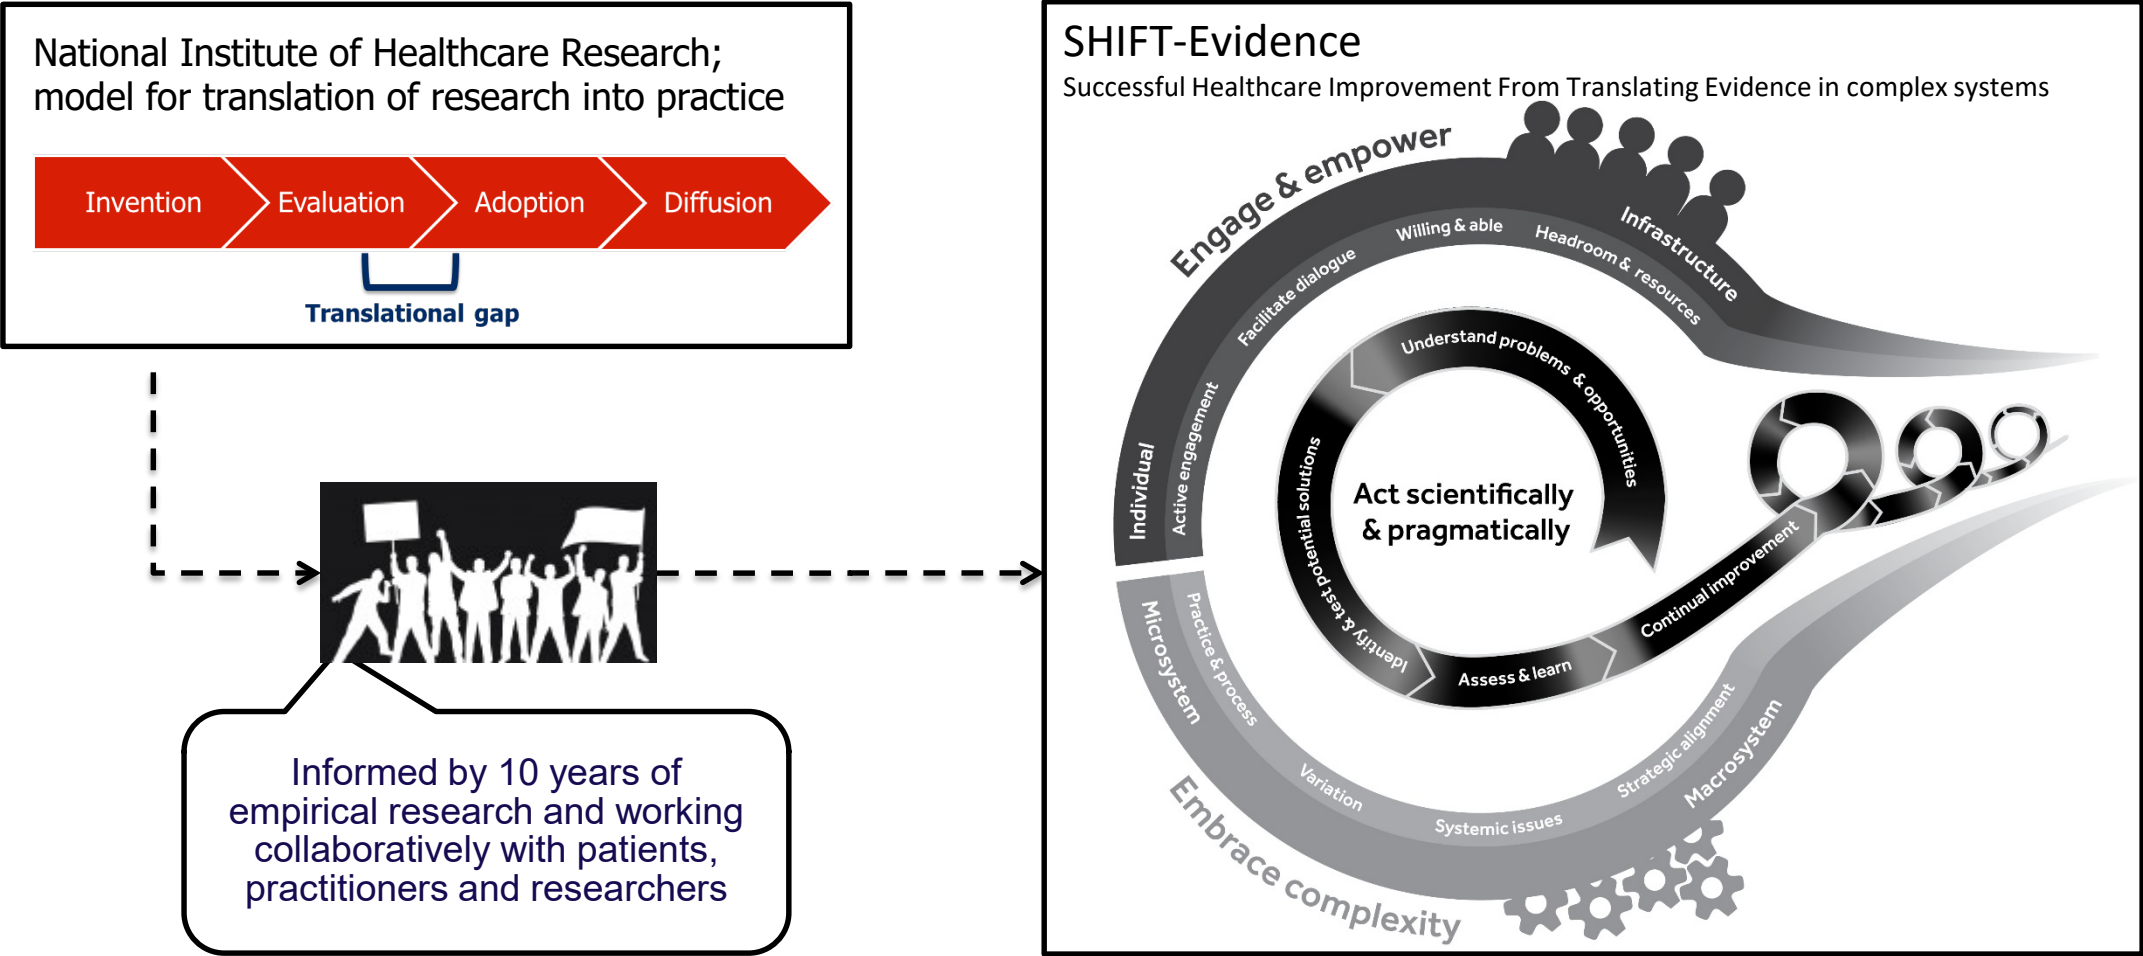 National Institute of Healthcare Research;
model for translation of research into practice
Invention
Evaluation
Adoption
Diffusion
Translational gap
Informed by 10 years of
empirical research and working
collaboratively with patients,
practitioners and researchers
SHIFT-Evidence
Successful Healthcare Improvement From Translating Evidence in complex systems
Engage & empower
Individual
Infrastructure
Active engagement
Facilitate dialogue
Willing & able
Headroom & resources
Understand problems & opportunities
Identify & test potential solutions
Assess & learn
Continual improvement
Act scientifically
& pragmatically
Microsystem
Macrosystem
Practice & process
Variation
Systemic issues
Strategic alignment
Embrace complexity